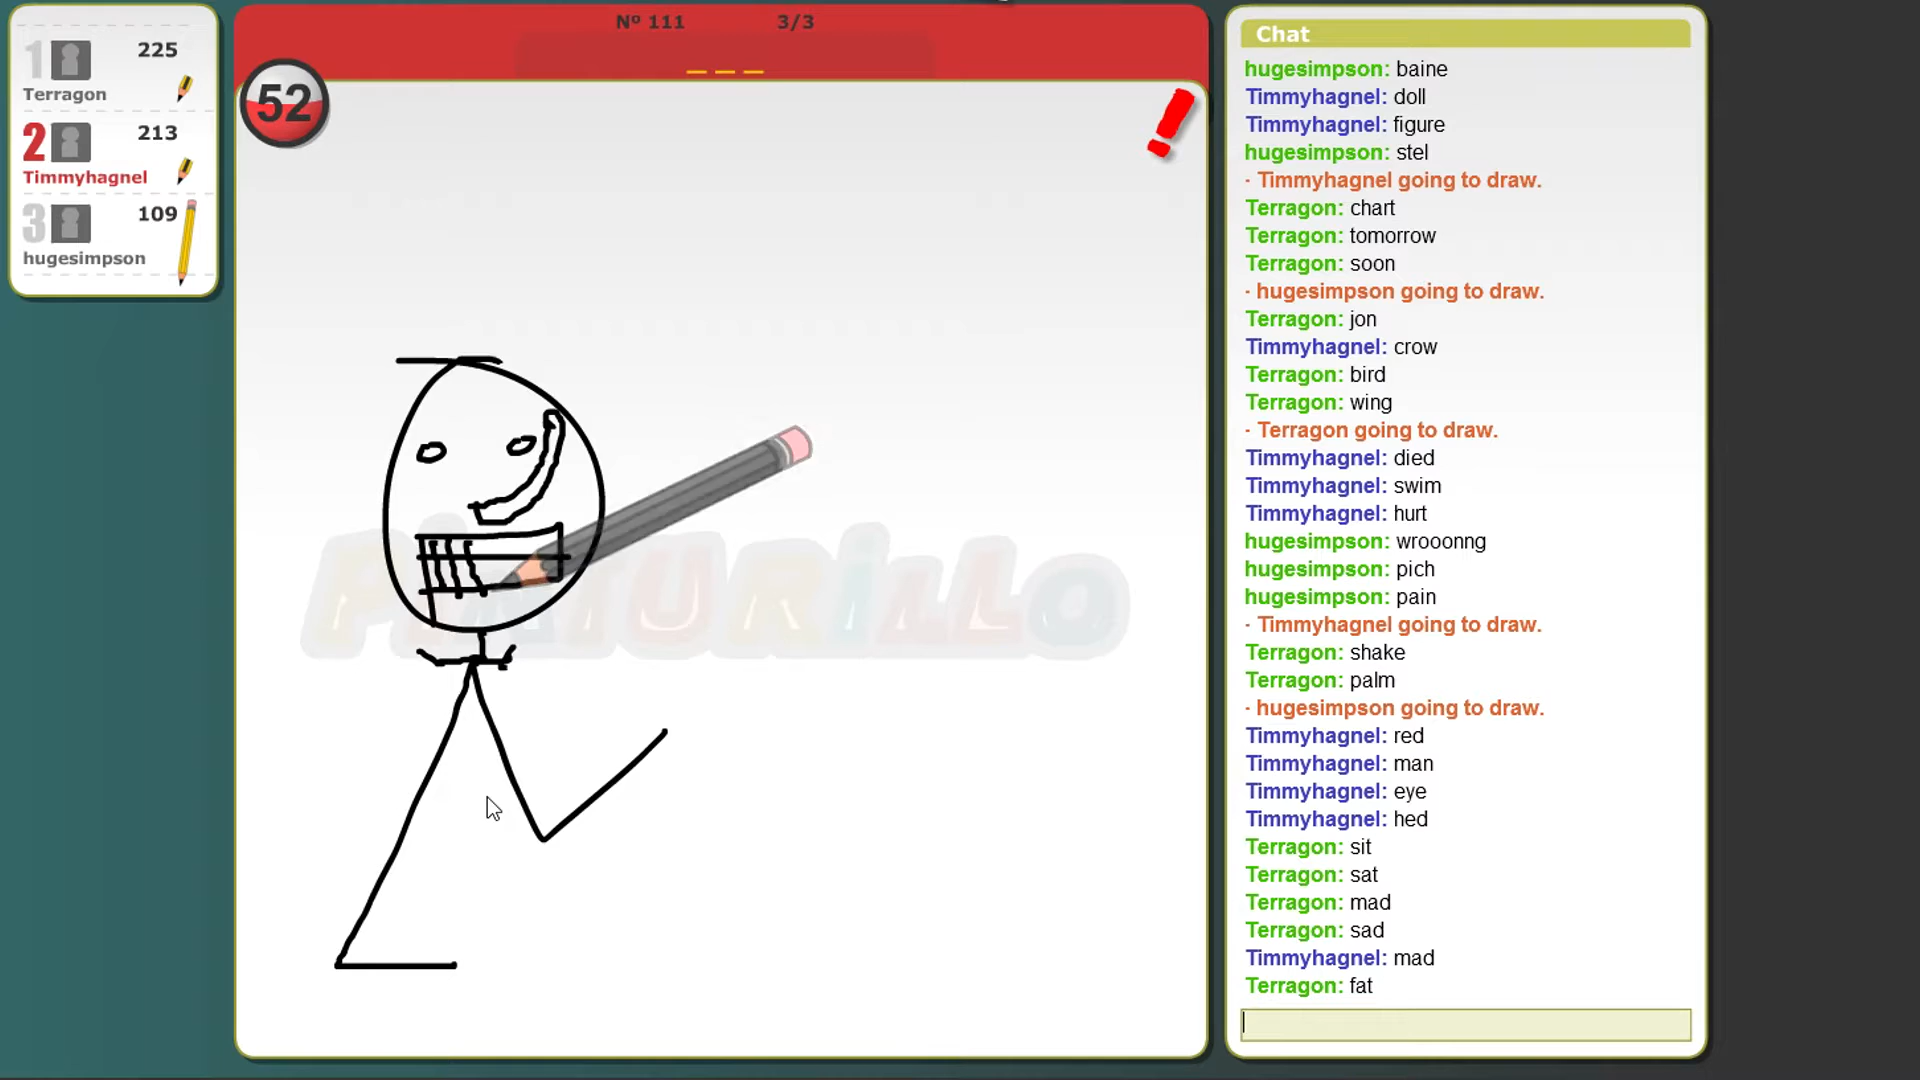 1 225
Terragon
2 213
Timmyhagnel
3 109
hugesimpson
Nº 111 3/3
_ _ _
52
!
PiNTURiLLO
Chat
hugesimpson: baine
Timmyhagnel: doll
Timmyhagnel: figure
hugesimpson: stel
· Timmyhagnel going to draw.
Terragon: chart
Terragon: tomorrow
Terragon: soon
· hugesimpson going to draw.
Terragon: jon
Timmyhagnel: crow
Terragon: bird
Terragon: wing
· Terragon going to draw.
Timmyhagnel: died
Timmyhagnel: swim
Timmyhagnel: hurt
hugesimpson: wrooonng
hugesimpson: pich
hugesimpson: pain
· Timmyhagnel going to draw.
Terragon: shake
Terragon: palm
· hugesimpson going to draw.
Timmyhagnel: red
Timmyhagnel: man
Timmyhagnel: eye
Timmyhagnel: hed
Terragon: sit
Terragon: sat
Terragon: mad
Terragon: sad
Timmyhagnel: mad
Terragon: fat